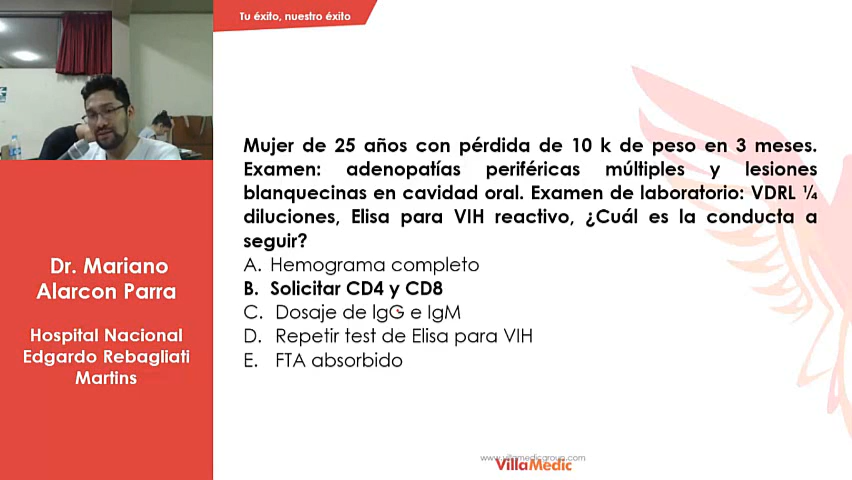 Tu éxito, nuestro éxito
Mujer de 25 años con pérdida de 10 k de peso en 3 meses.
Examen: adenopatías periféricas múltiples y lesiones
blanquecinas en cavidad oral. Examen de laboratorio: VDRL ¼
diluciones, Elisa para VIH reactivo, ¿Cuál es la conducta a
seguir?
A. Hemograma completo
B. Solicitar CD4 y CD8
C. Dosaje de IgG e IgM
D. Repetir test de Elisa para VIH
E. FTA absorbido
Dr. Mariano
Alarcon Parra
Hospital Nacional
Edgardo Rebagliati
Martins
www.villamedicgroup.com
VillaMedic